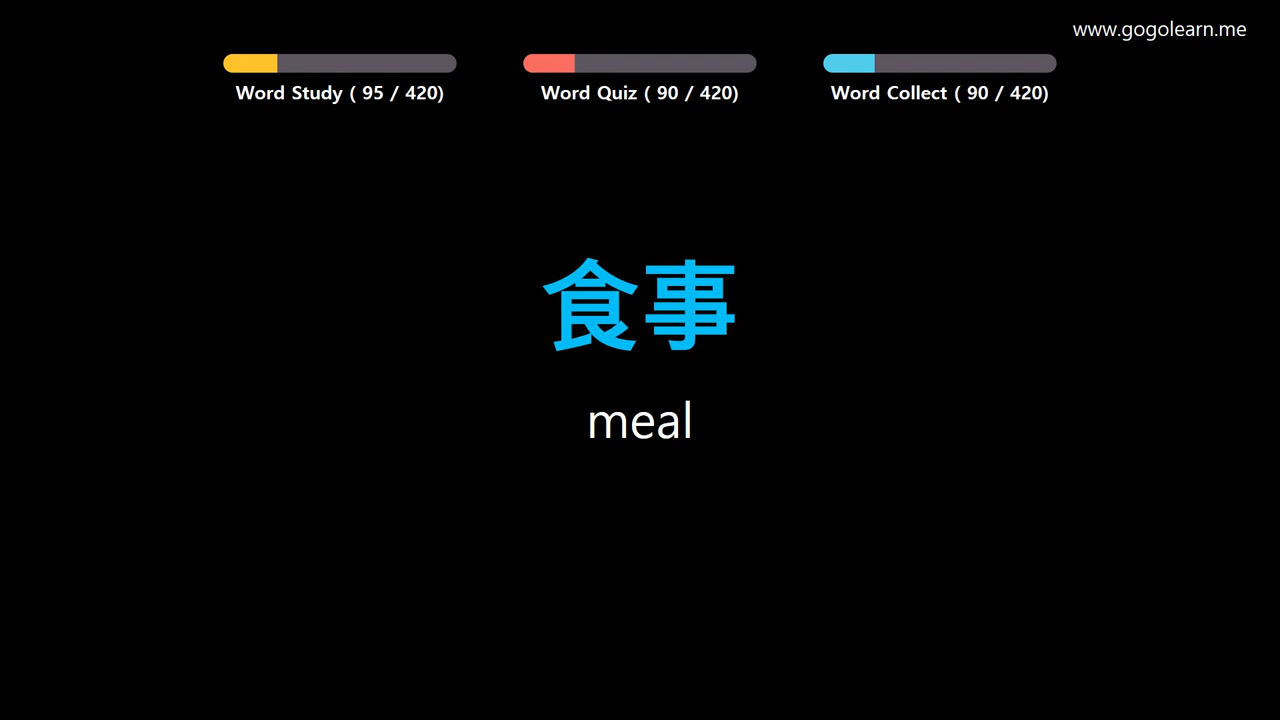 www.gogolearn.me
Word Study ( 95 / 420)
Word Quiz ( 90 / 420)
Word Collect ( 90 / 420)
食事
meal